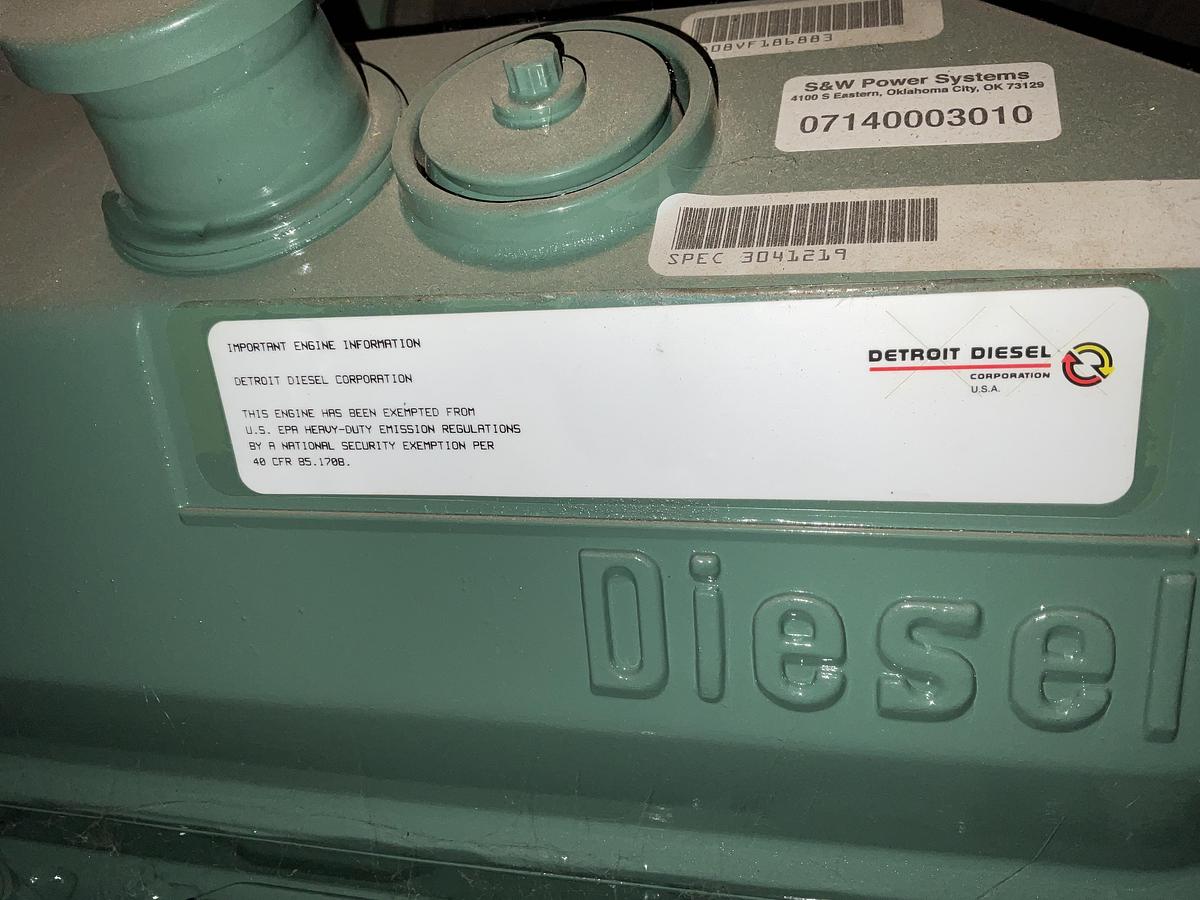 08VF186883
S&W Power Systems
4100 S Eastern, Oklahoma City, OK 73129
07140003010
SPEC 3041219
IMPORTANT ENGINE INFORMATION
DETROIT DIESEL CORPORATION
THIS ENGINE HAS BEEN EXEMPTED FROM
U.S. EPA HEAVY-DUTY EMISSION REGULATIONS
BY A NATIONAL SECURITY EXEMPTION PER
40 CFR 85.1708.
DETROIT DIESEL
CORPORATION
U.S.A.
Diesel